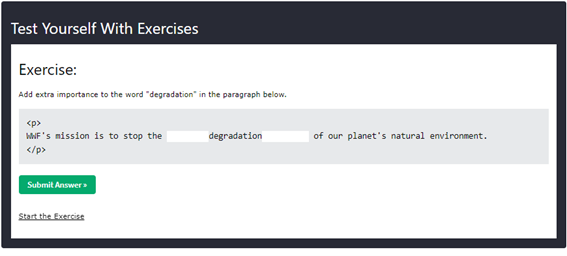 Test Yourself With Exercises
Exercise:
Add extra importance to the word "degradation" in the paragraph below.
<p>
WWF's mission is to stop the degradation of our planet's natural environment.
</p>
Submit Answer »
Start the Exercise